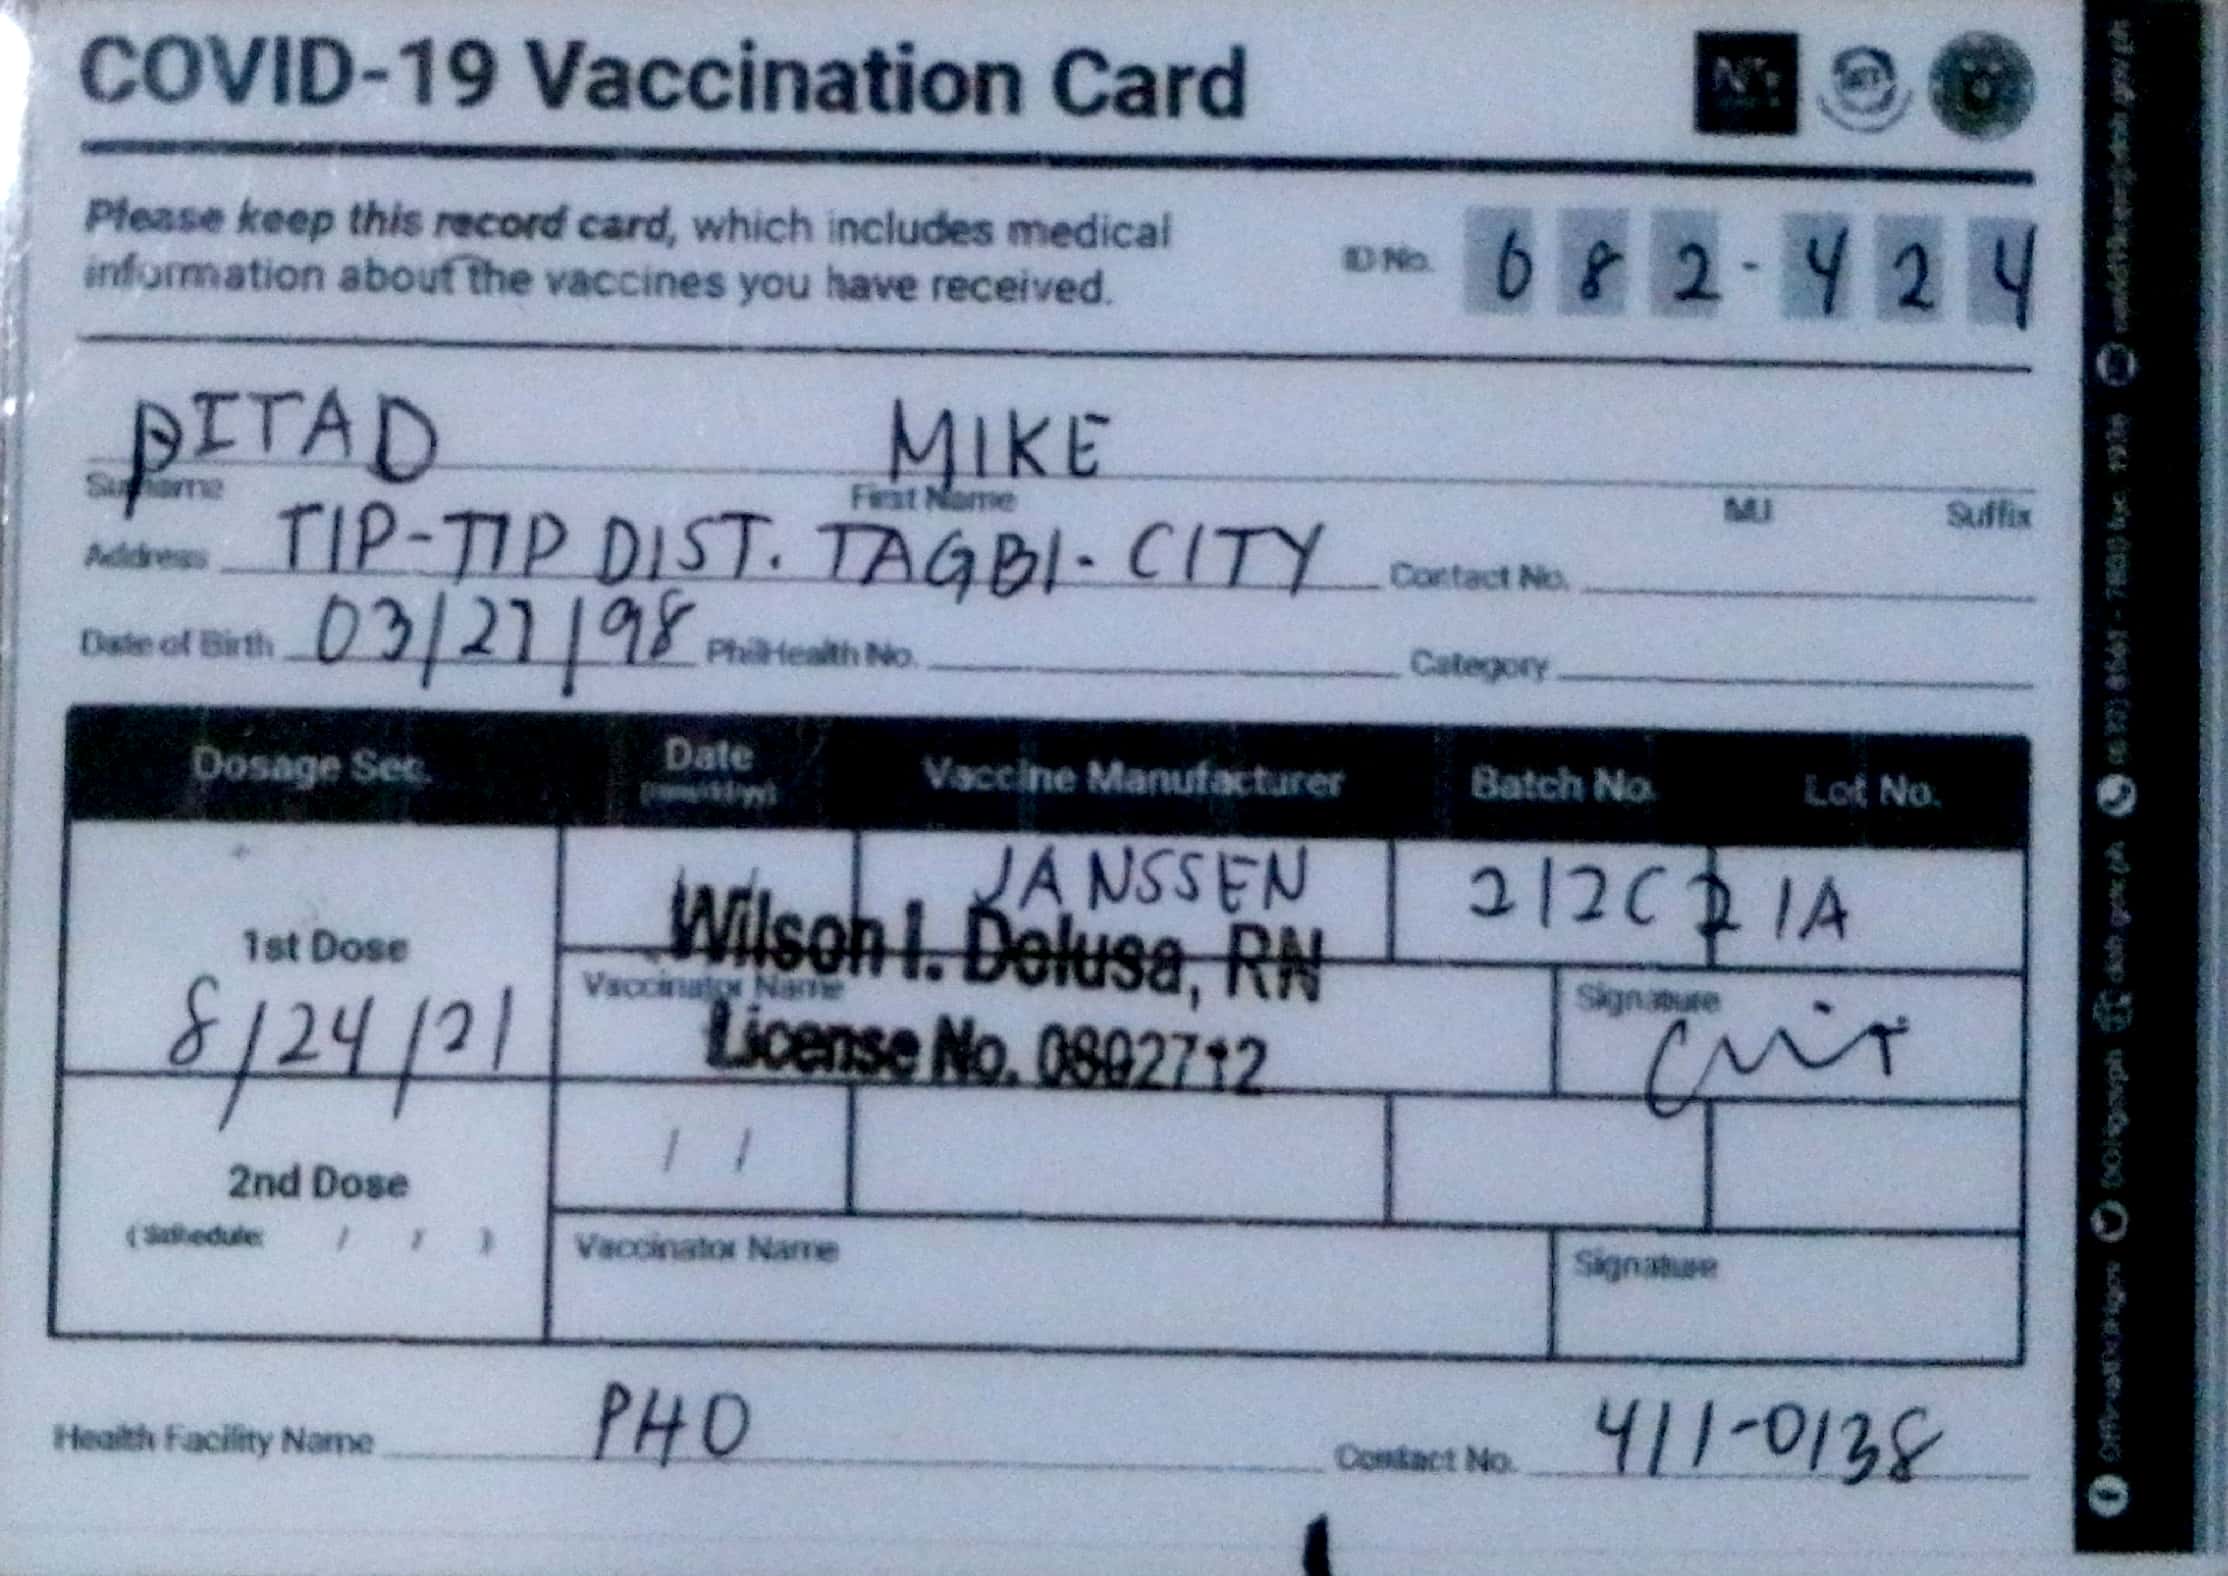 COVID-19 Vaccination Card
Please keep this record card, which includes medical
information about the vaccines you have received.
ID No. 682-424
PITAD MIKE
Surname First Name M.I Suffix
Address TIP-TIP DIST. TAGBI. CITY Contact No.
Date of Birth 03/27/98 PhilHealth No. Category
Dosage Seq. Date Vaccine Manufacturer Batch No. Lot No.
(mm/dd/yy)
JANSSEN 212C21A
1st Dose
8/24/21
Wilson I. Delusa, RN
Vaccinator Name Signature
License No. 0802712
2nd Dose / /
(Schedule: / / )
Vaccinator Name Signature
Health Facility Name PHO Contact No. 411-0138